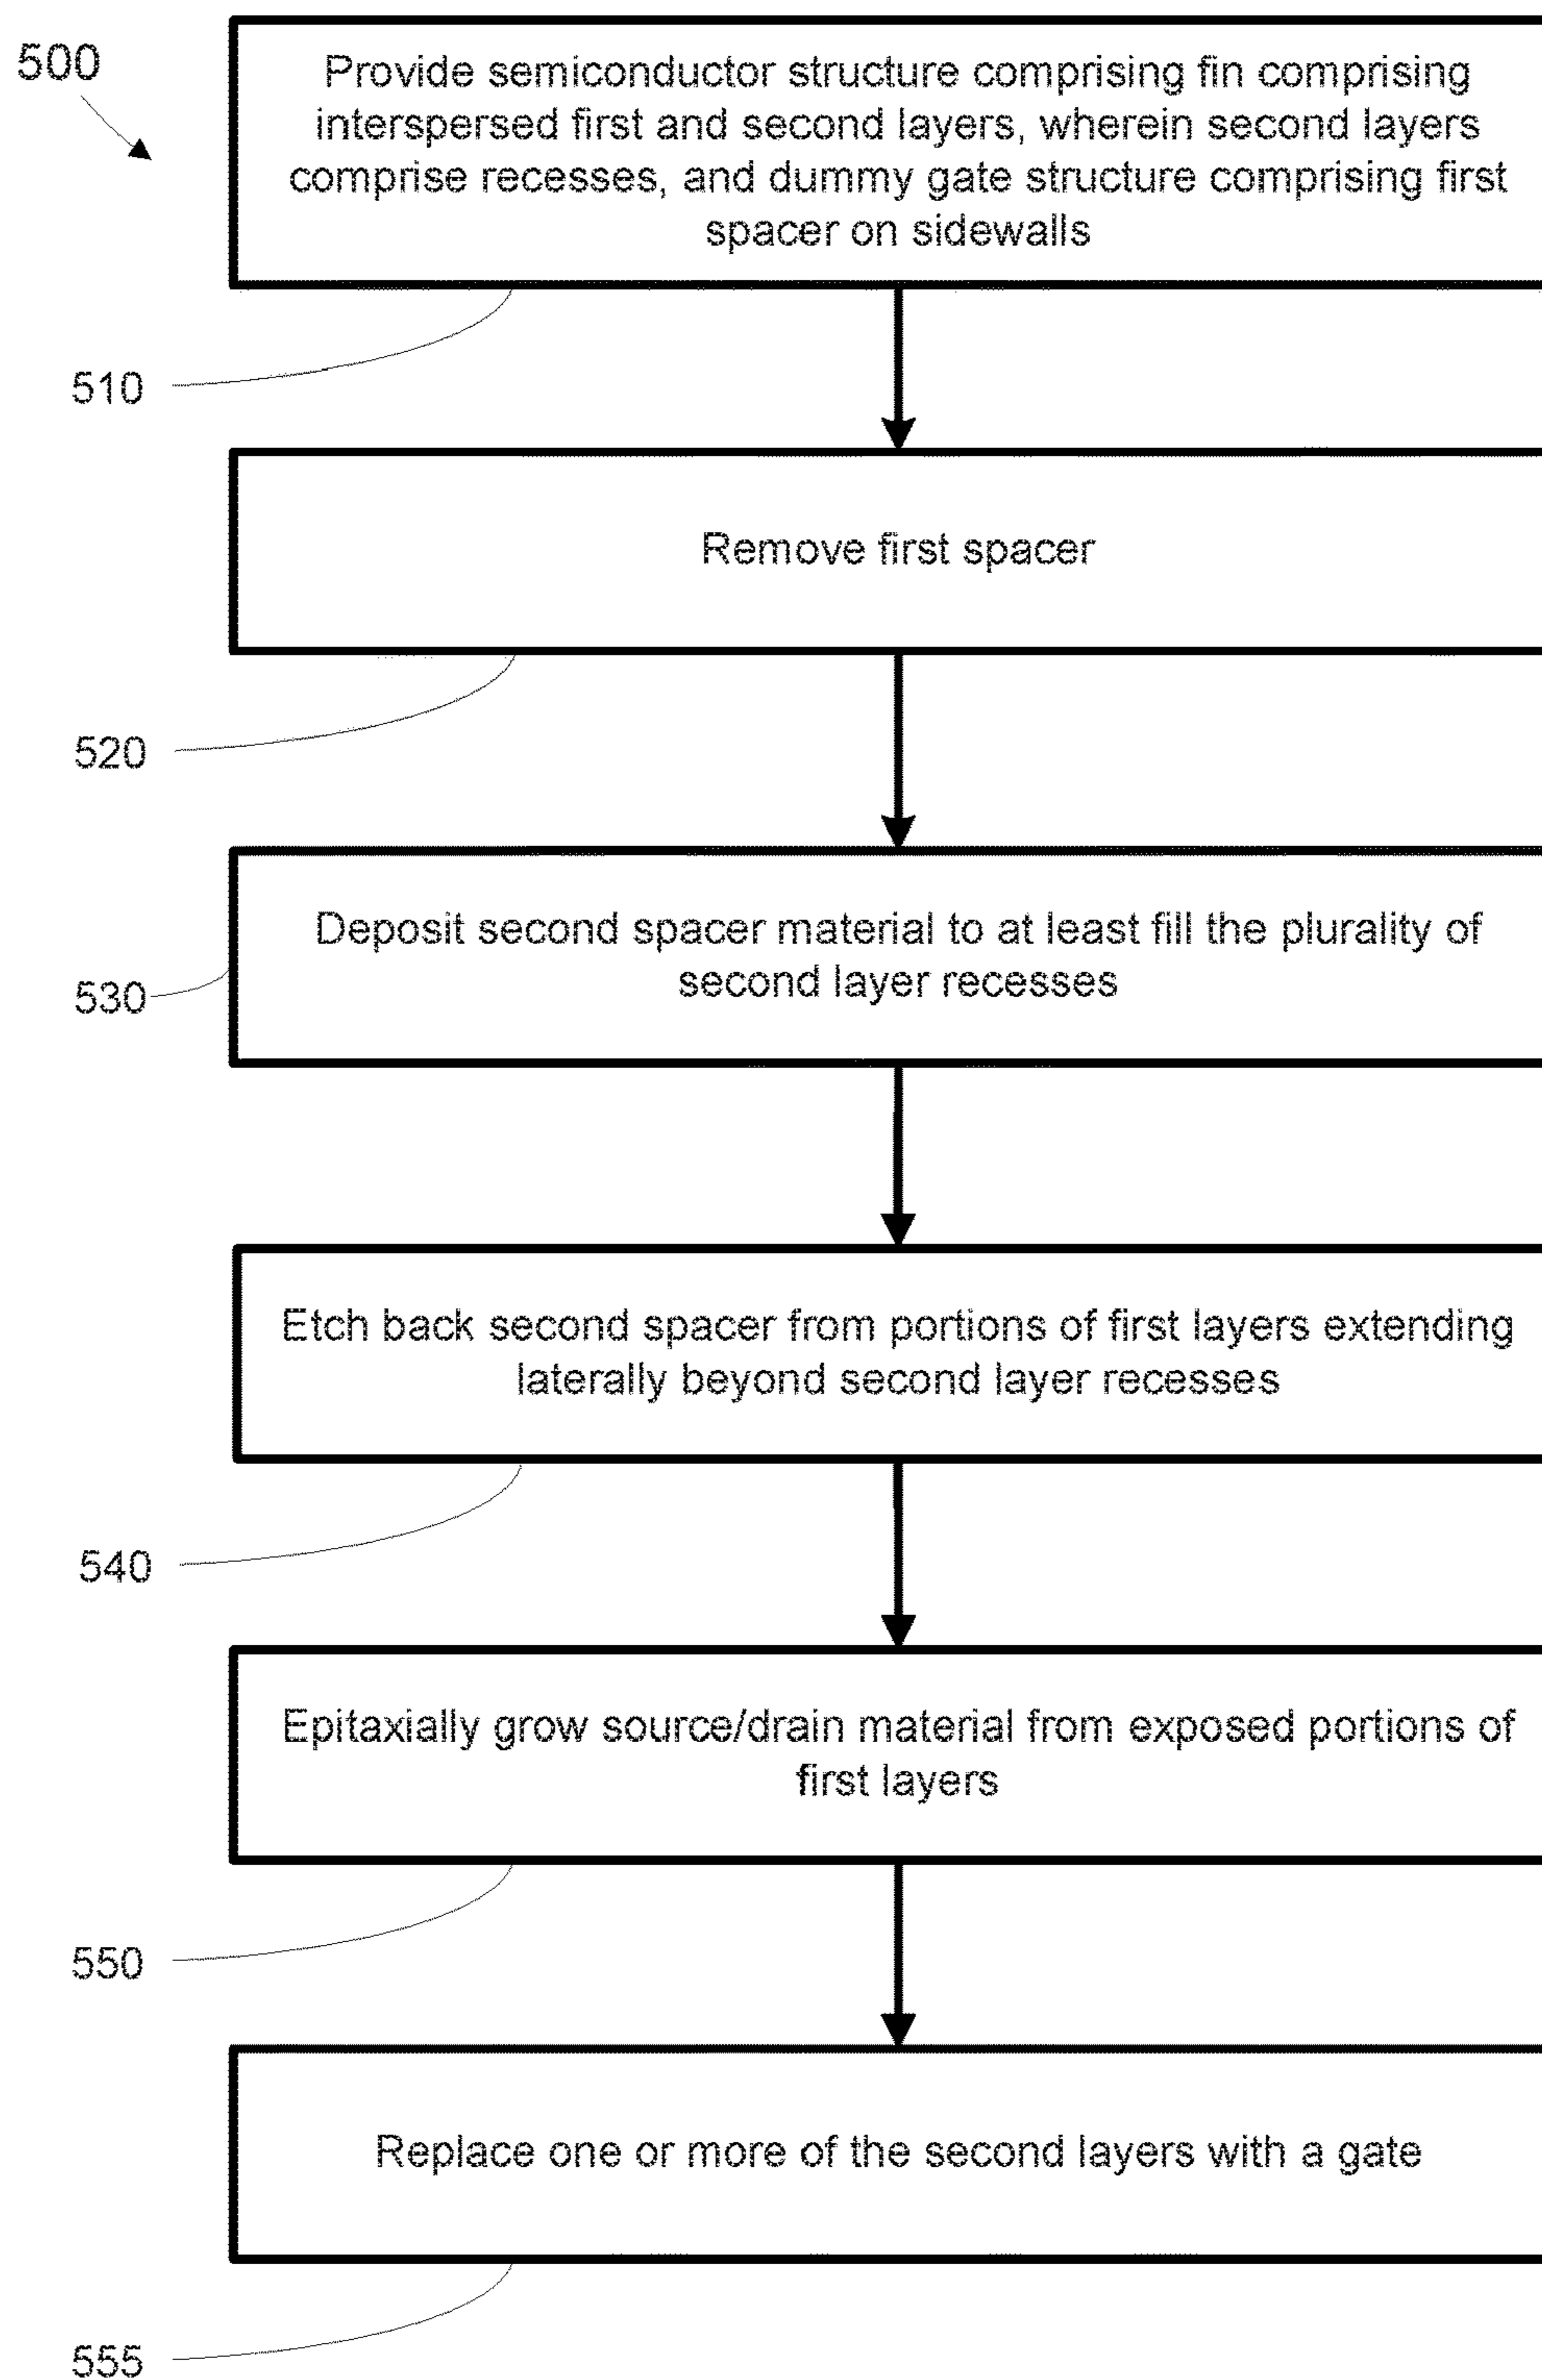 500
Provide semiconductor structure comprising fin comprising
interspersed first and second layers, wherein second layers
comprise recesses, and dummy gate structure comprising first
spacer on sidewalls
510
Remove first spacer
520
Deposit second spacer material to at least fill the plurality of
second layer recesses
530
Etch back second spacer from portions of first layers extending
laterally beyond second layer recesses
540
Epitaxially grow source/drain material from exposed portions of
first layers
550
Replace one or more of the second layers with a gate
555